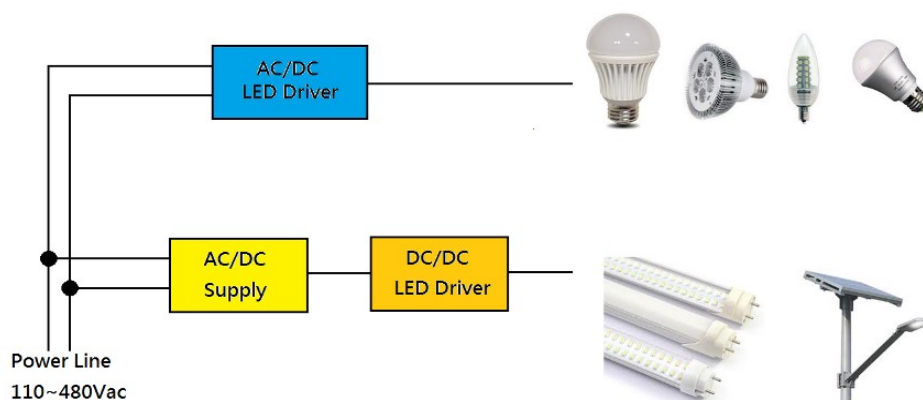 AC/DC
LED Driver
AC/DC
Supply
DC/DC
LED Driver
Power Line
110~480Vac